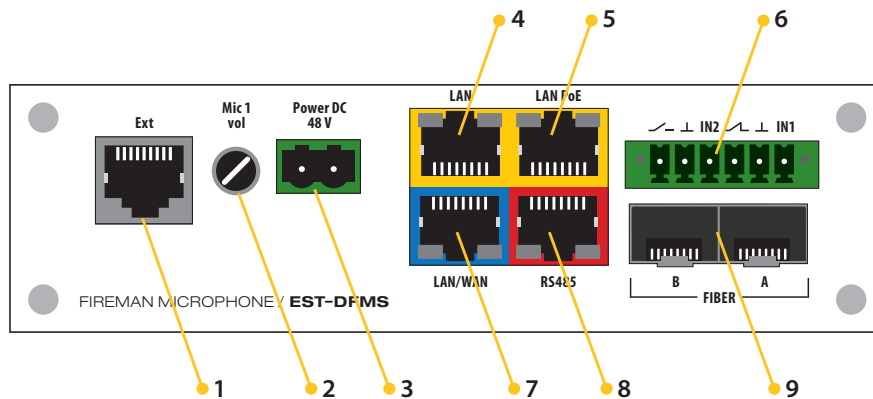 4 5 6
LAN LAN PoE
Ext Mic 1 Power DC
vol 48 V
IN2 IN1
LAN/WAN RS485
B A
FIBER
FIREMAN MICROPHONE / EST-DFMS
1 2 3 7 8 9